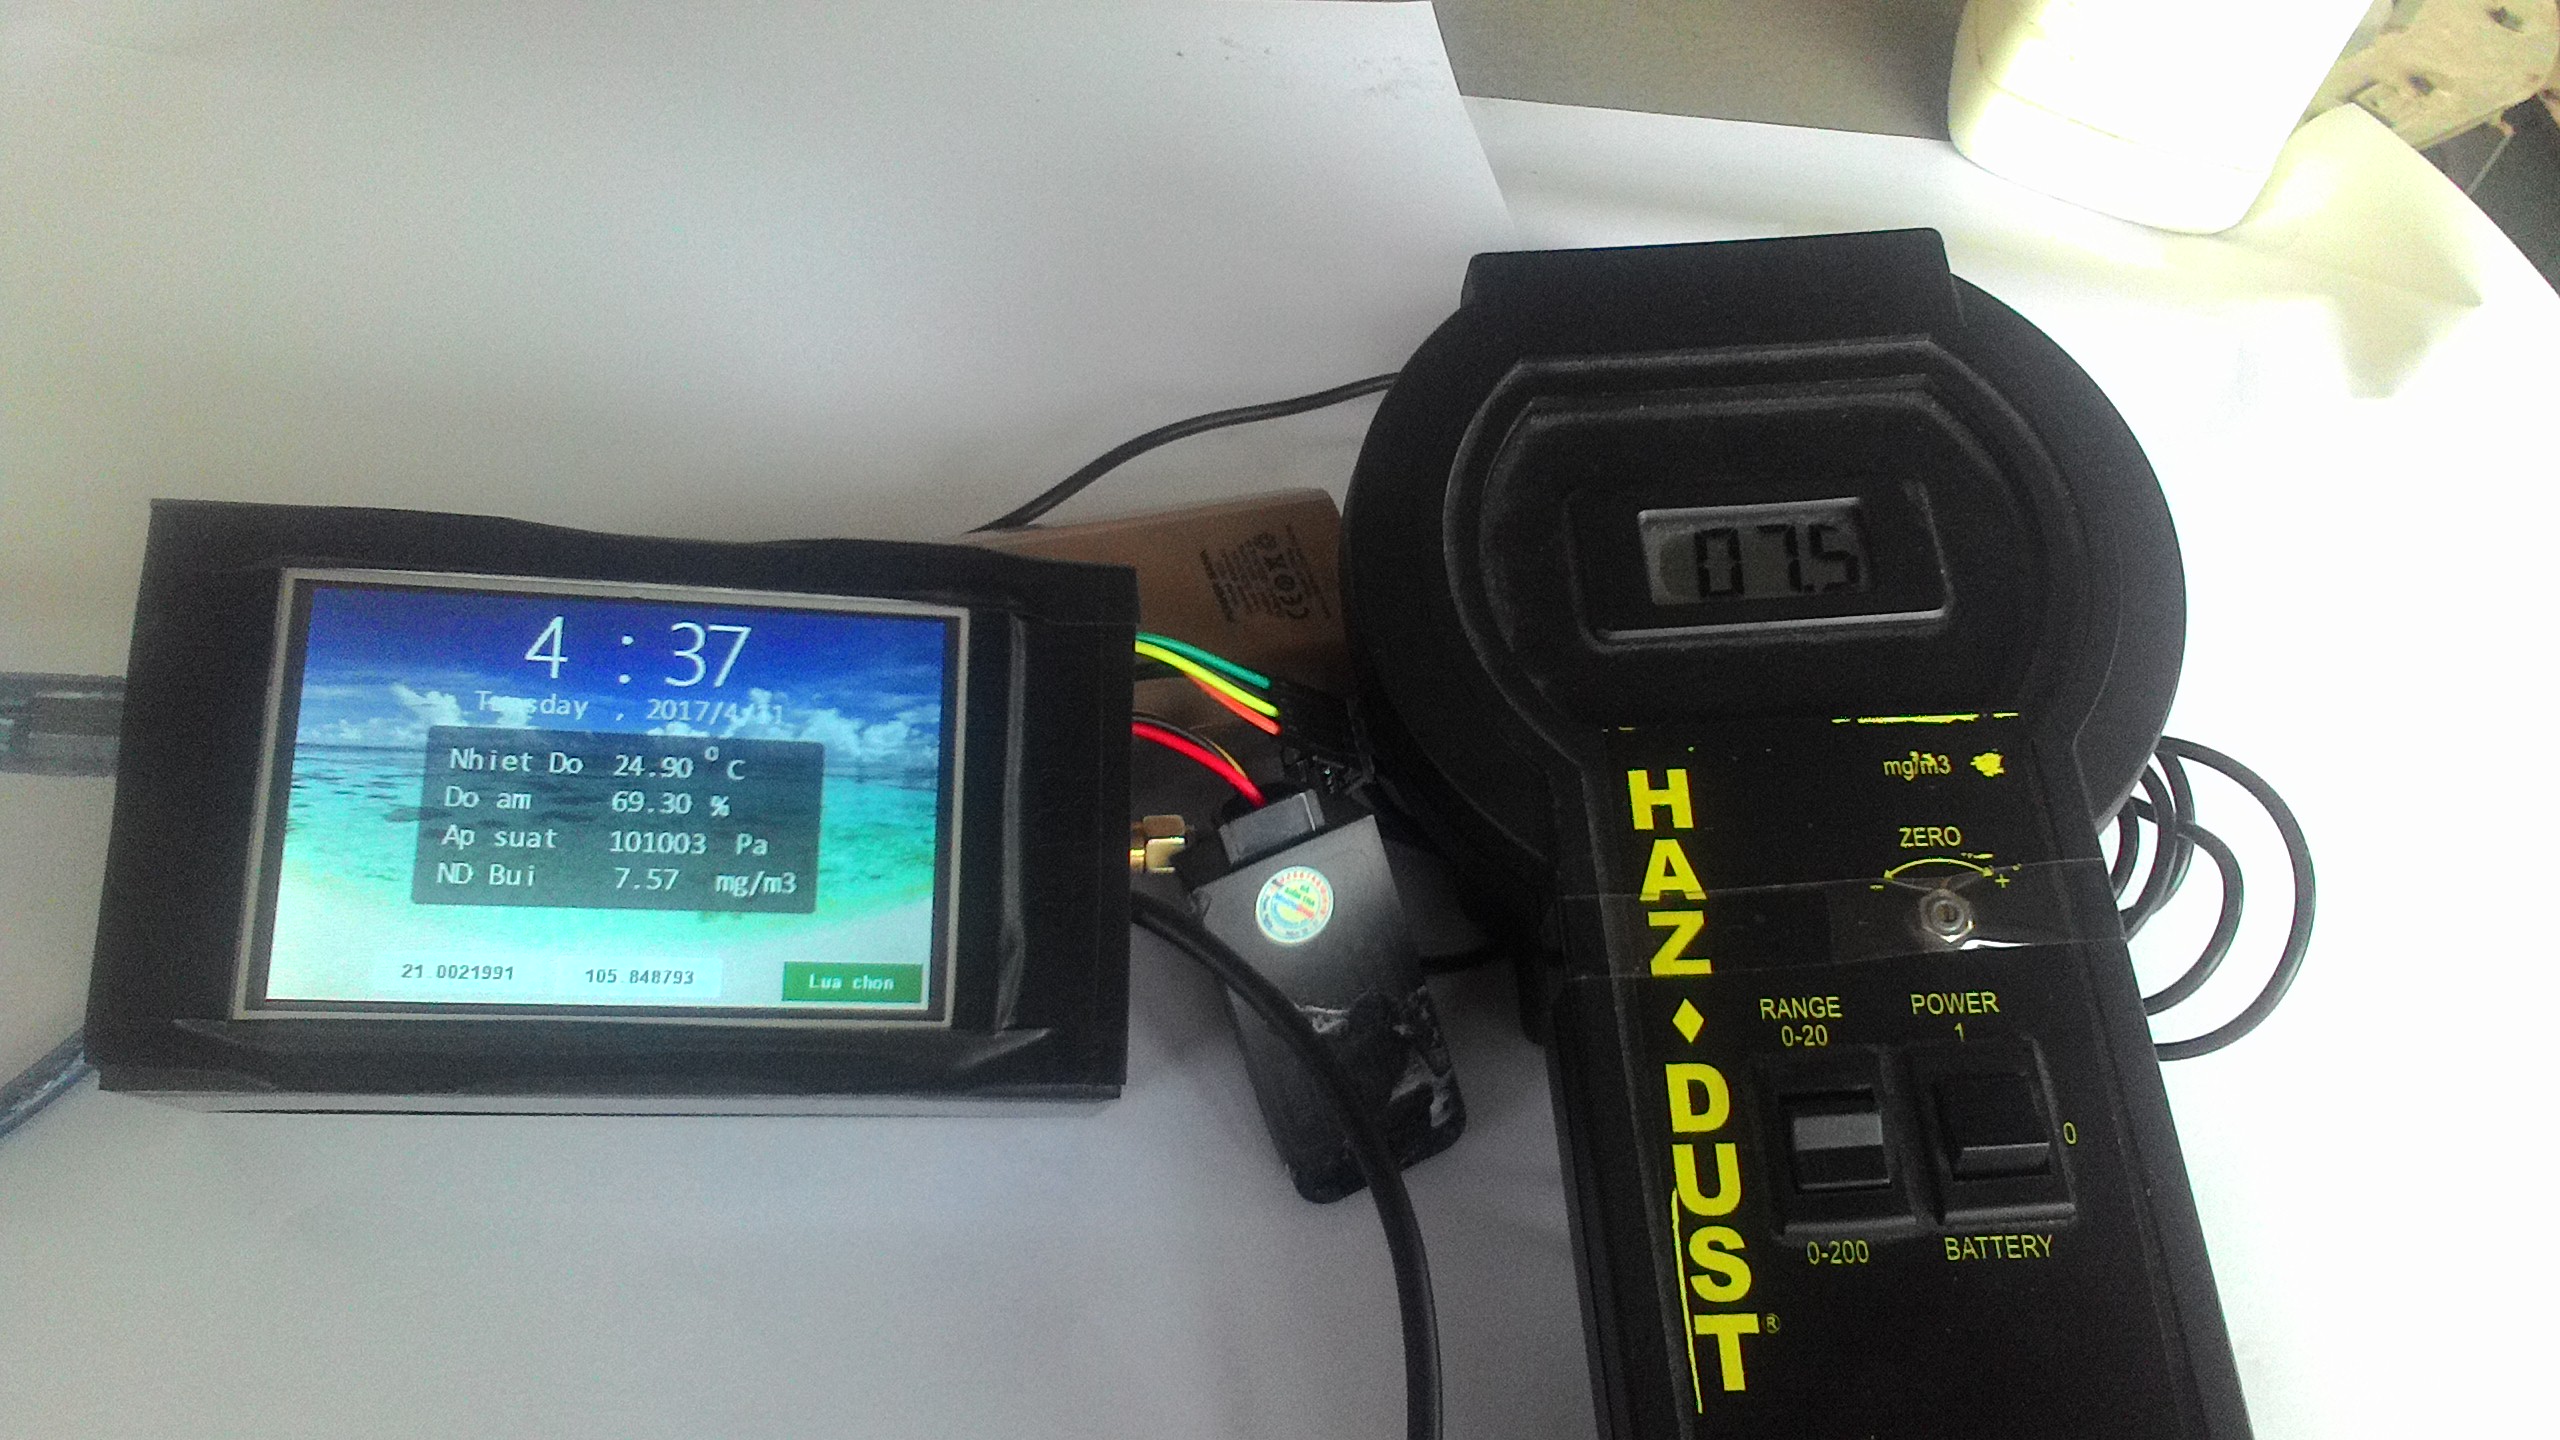 4 : 37
Tuesday , 2017/4/11
Nhiet Do 24.90 °C
Do am 69.30 %
Ap suat 101003 Pa
ND Bui 7.57 mg/m3
21.0021991 105.848793 Lua chon
07.5
mg/m3
ZERO
- +
RANGE POWER
0-20 1
0
0-200 BATTERY
HAZ♦DUST®